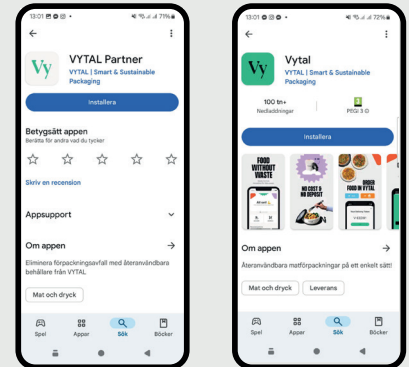 13:01
71%
VYTAL Partner
VYTAL | Smart & Sustainable
Packaging
Vy
Installera
Betygsätt appen
Berätta för andra vad du tycker
Skriv en recension
Appsupport
Om appen
Eliminera förpackningsavfall med återanvändbara
behållare från VYTAL
Mat och dryck
Spel
Appar
Sök
Böcker
13:01
72%
Vy
Vytal
VYTAL | Smart & Sustainable
Packaging
100 tn+
Nedladdningar
3
PEGI 3
Installera
FOOD
WITHOUT
WASTE
NO COST &
NO DEPOSIT
ORDER
FOOD IN VYTAL
Om appen
Återanvändbara matförpackningar på ett enkelt sätt!
Mat och dryck
Leverans
Spel
Appar
Sök
Böcker